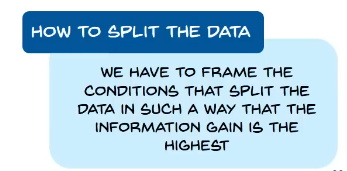 HOW TO SPLIT THE DATA
WE HAVE TO FRAME THE
CONDITIONS THAT SPLIT THE
DATA IN SUCH A WAY THAT THE
INFORMATION GAIN IS THE
HIGHEST